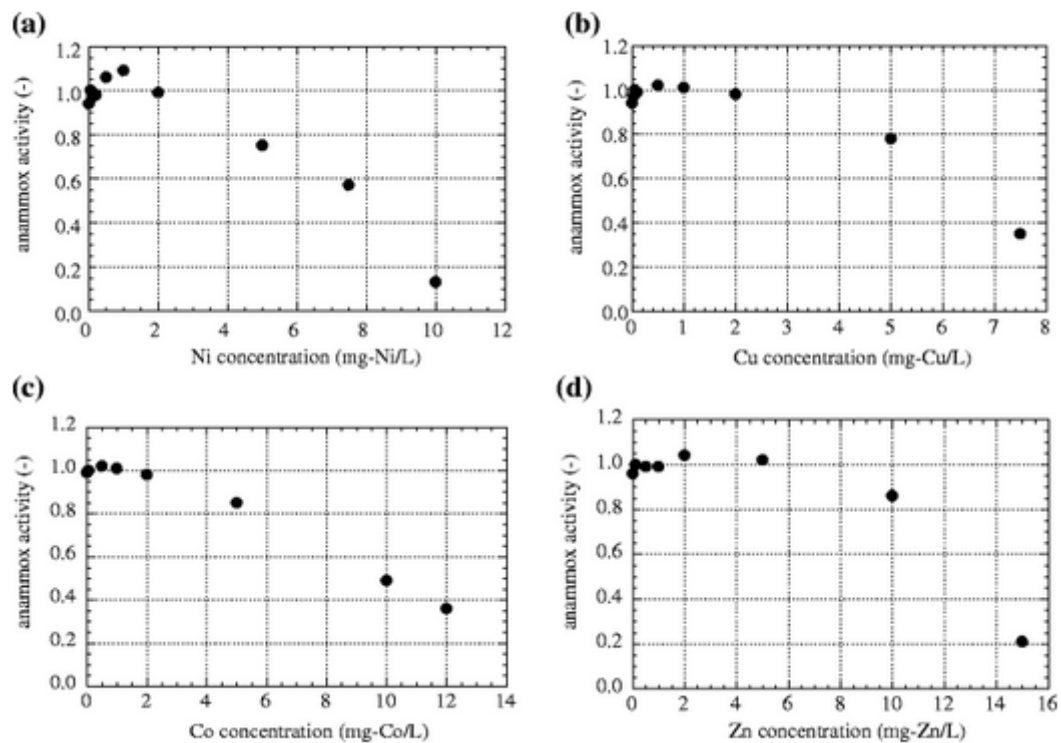 (a)
1.2
1.0
0.8
0.6
0.4
0.2
0.0
anammox activity (-)
0 2 4 6 8 10 12
Ni concentration (mg-Ni/L)
(b)
1.2
1.0
0.8
0.6
0.4
0.2
0.0
anammox activity (-)
0 1 2 3 4 5 6 7 8
Cu concentration (mg-Cu/L)
(c)
1.2
1.0
0.8
0.6
0.4
0.2
0.0
anammox activity (-)
0 2 4 6 8 10 12 14
Co concentration (mg-Co/L)
(d)
1.2
1.0
0.8
0.6
0.4
0.2
0.0
anammox activity (-)
0 2 4 6 8 10 12 14 16
Zn concentration (mg-Zn/L)